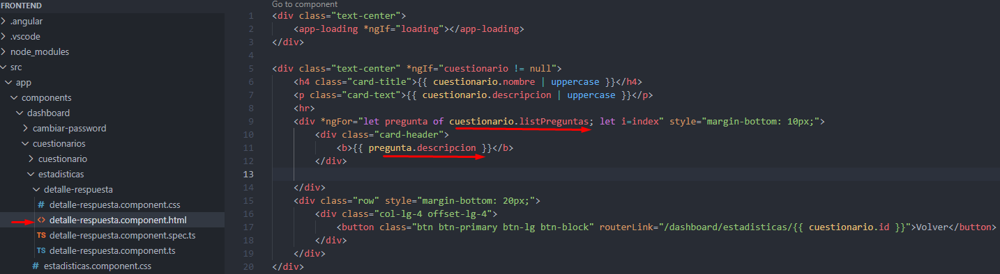 FRONTEND
.angular
.vscode
node_modules
src
app
components
dashboard
cambiar-password
cuestionarios
cuestionario
estadisticas
detalle-respuesta
# detalle-respuesta.component.css
<> detalle-respuesta.component.html
TS detalle-respuesta.component.spec.ts
TS detalle-respuesta.component.ts
# estadisticas.component.css
Go to component
1 <div class="text-center">
2 <app-loading *ngIf="loading"></app-loading>
3 </div>
4
5 <div class="text-center" *ngIf="cuestionario != null">
6 <h4 class="card-title">{{ cuestionario.nombre | uppercase }}</h4>
7 <p class="card-text">{{ cuestionario.descripcion | uppercase }}</p>
8 <hr>
9 <div *ngFor="let pregunta of cuestionario.listPreguntas; let i=index" style="margin-bottom: 10px;">
10 <div class="card-header">
11 <b>{{ pregunta.descripcion }}</b>
12 </div>
13
14 </div>
15 <div class="row" style="margin-bottom: 20px;">
16 <div class="col-lg-4 offset-lg-4">
17 <button class="btn btn-primary btn-lg btn-block" routerLink="/dashboard/estadisticas/{{ cuestionario.id }}">Volver</button>
18 </div>
19 </div>
20 </div>